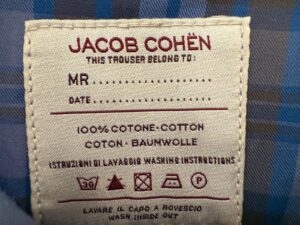 JACOB COHËN
THIS TROUSER BELONG TO:
MR....................
DATE....................
100% COTONE-COTTON
COTON - BAUMWOLLE
ISTRUZIONI DI LAVAGGIO WASHING INSTRUCTIONS
30 P
LAVARE IL CAPO A ROVESCIO
WASH INSIDE OUT